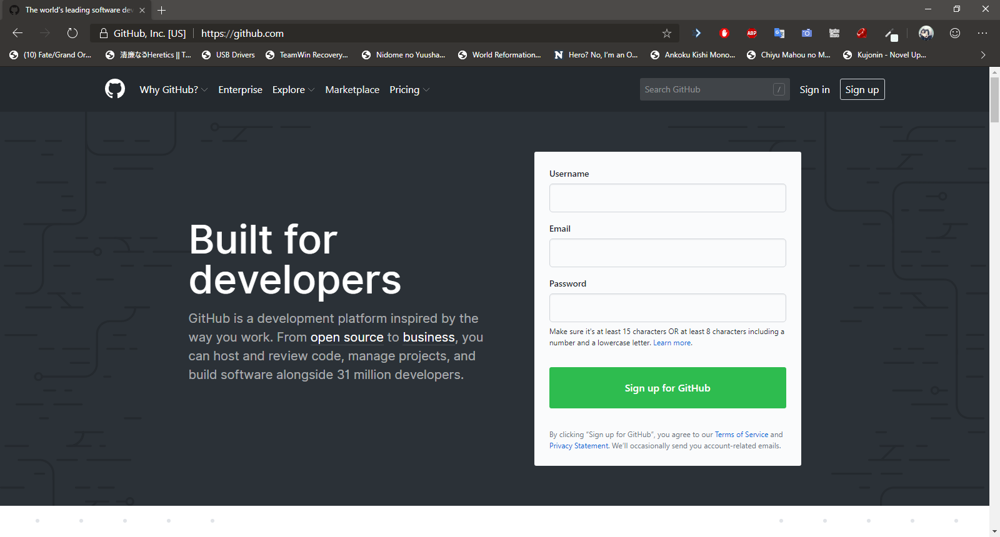 The world's leading software dev
GitHub, Inc. [US] https://github.com
ABP
(10) Fate/Grand Or...
清廉なるHeretics || T...
USB Drivers
TeamWin Recovery...
Nidome no Yuusha...
World Reformation...
Hero? No, I'm an O...
Ankoku Kishi Mono...
Chiyu Mahou no M...
Kujonin - Novel Up...
Why GitHub? Enterprise Explore Marketplace Pricing
Search GitHub /
Sign in
Sign up
Built for
developers
GitHub is a development platform inspired by the
way you work. From open source to business, you
can host and review code, manage projects, and
build software alongside 31 million developers.
Username
Email
Password
Make sure it's at least 15 characters OR at least 8 characters including a
number and a lowercase letter. Learn more.
Sign up for GitHub
By clicking “Sign up for GitHub”, you agree to our Terms of Service and
Privacy Statement. We’ll occasionally send you account-related emails.